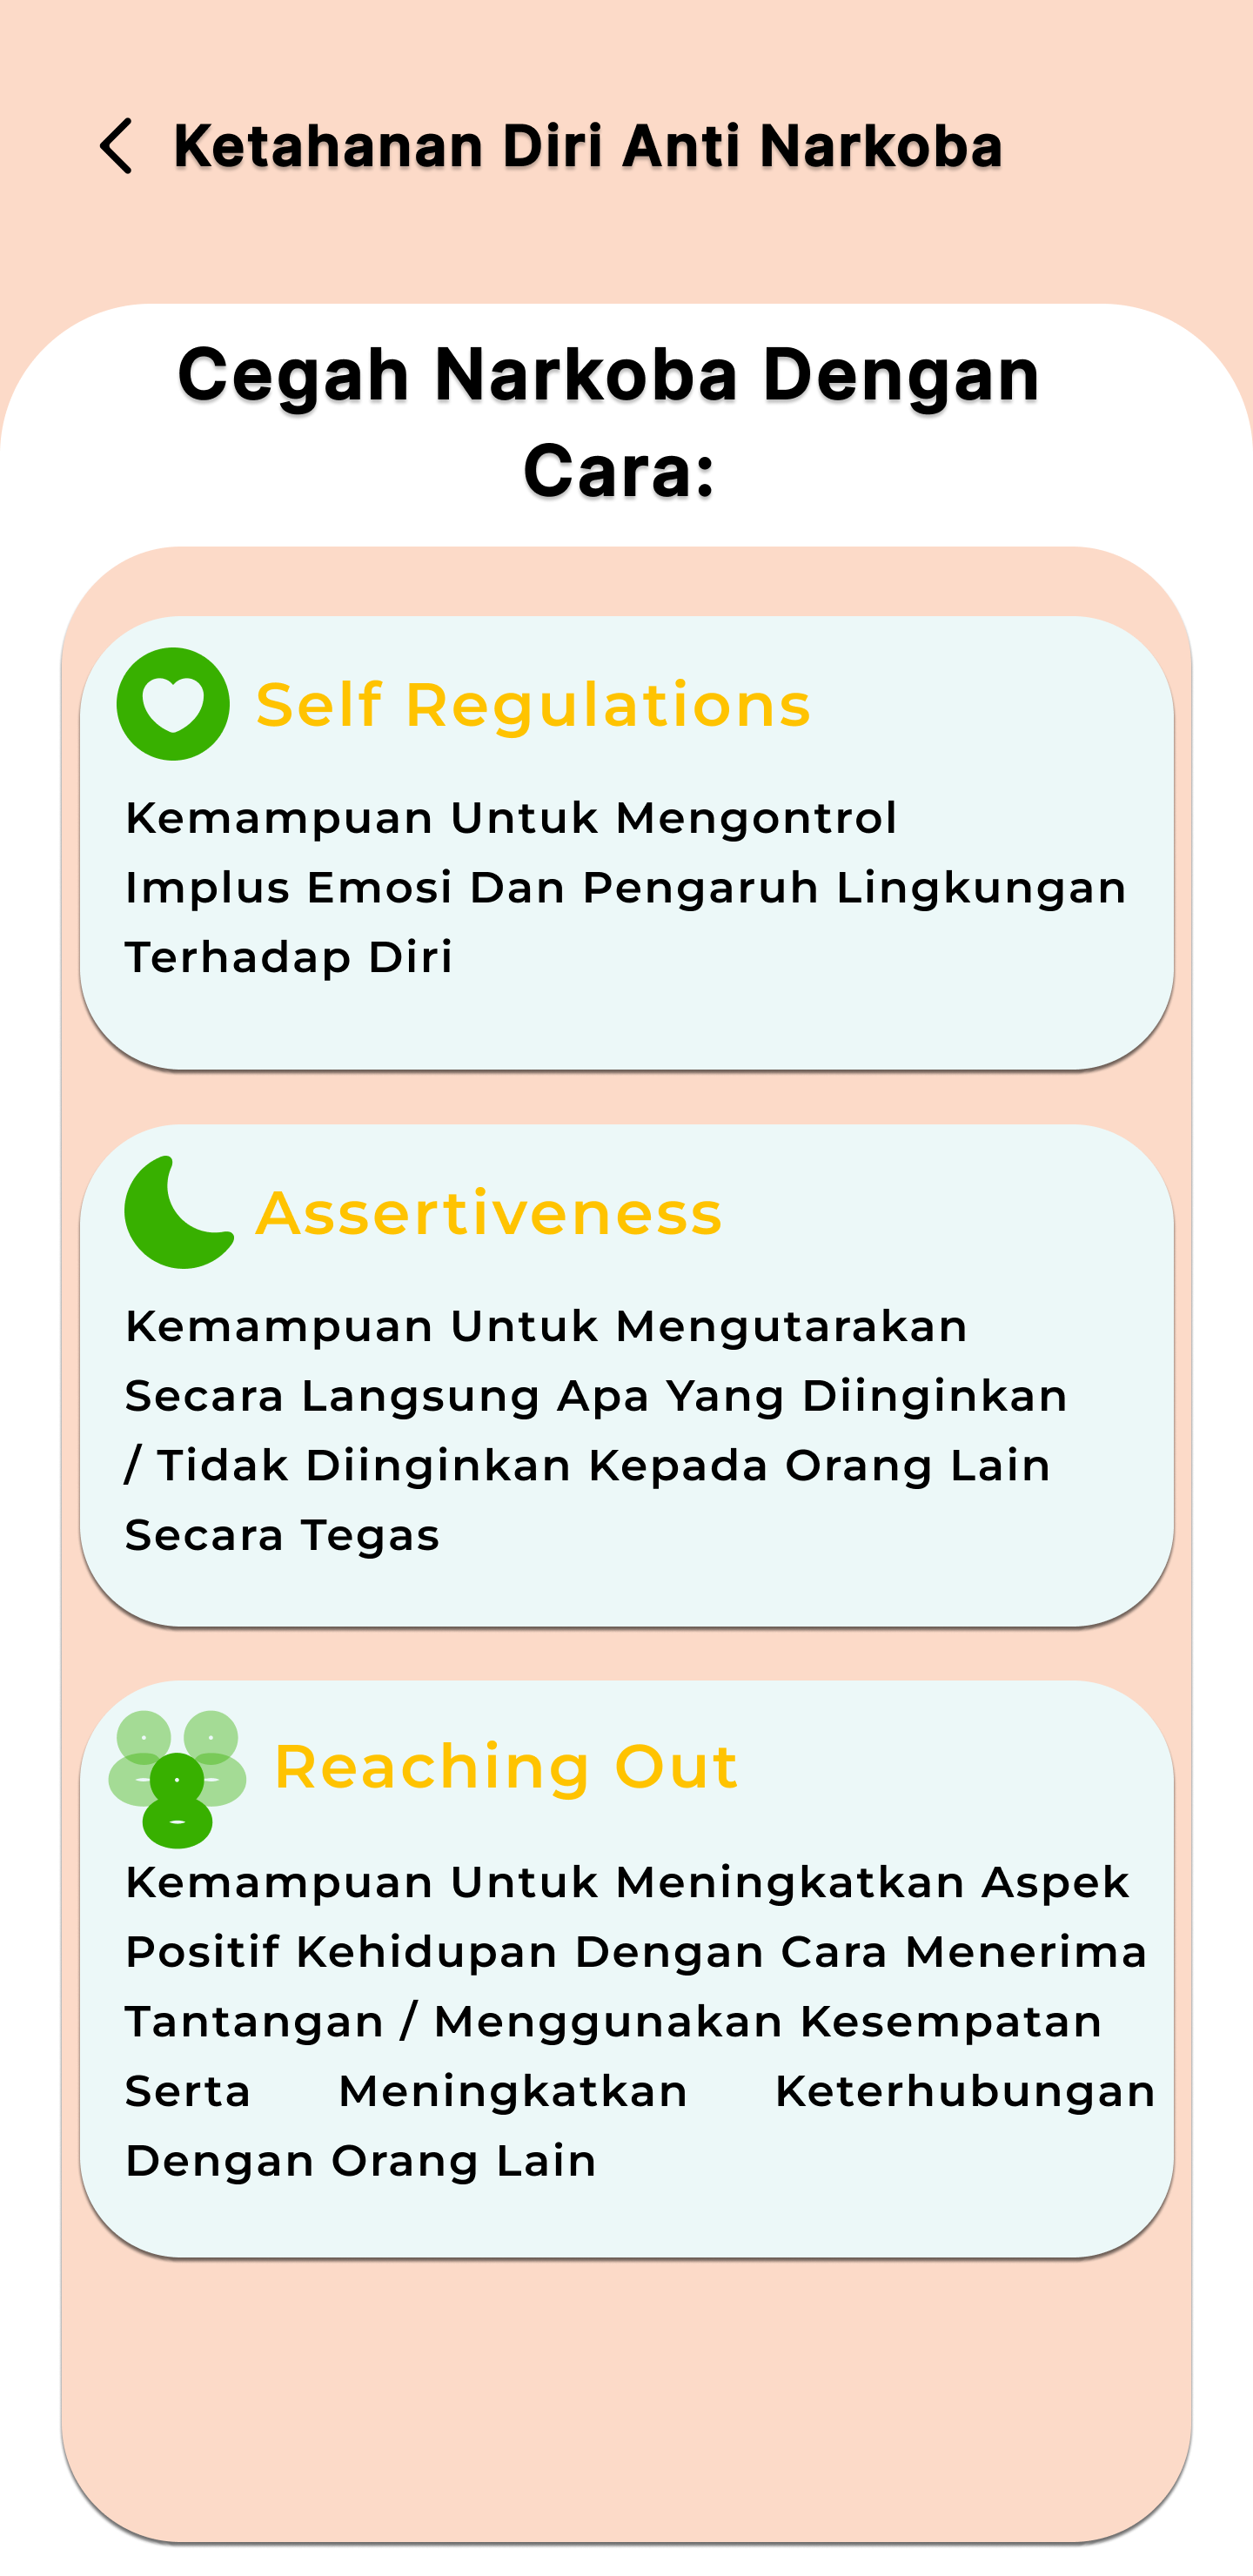 Ketahanan Diri Anti Narkoba
Cegah Narkoba Dengan
Cara:
Self Regulations
Kemampuan Untuk Mengontrol
Implus Emosi Dan Pengaruh Lingkungan
Terhadap Diri
Assertiveness
Kemampuan Untuk Mengutarakan
Secara Langsung Apa Yang Diinginkan
/ Tidak Diinginkan Kepada Orang Lain
Secara Tegas
Reaching Out
Kemampuan Untuk Meningkatkan Aspek
Positif Kehidupan Dengan Cara Menerima
Tantangan / Menggunakan Kesempatan
Serta Meningkatkan Keterhubungan
Dengan Orang Lain